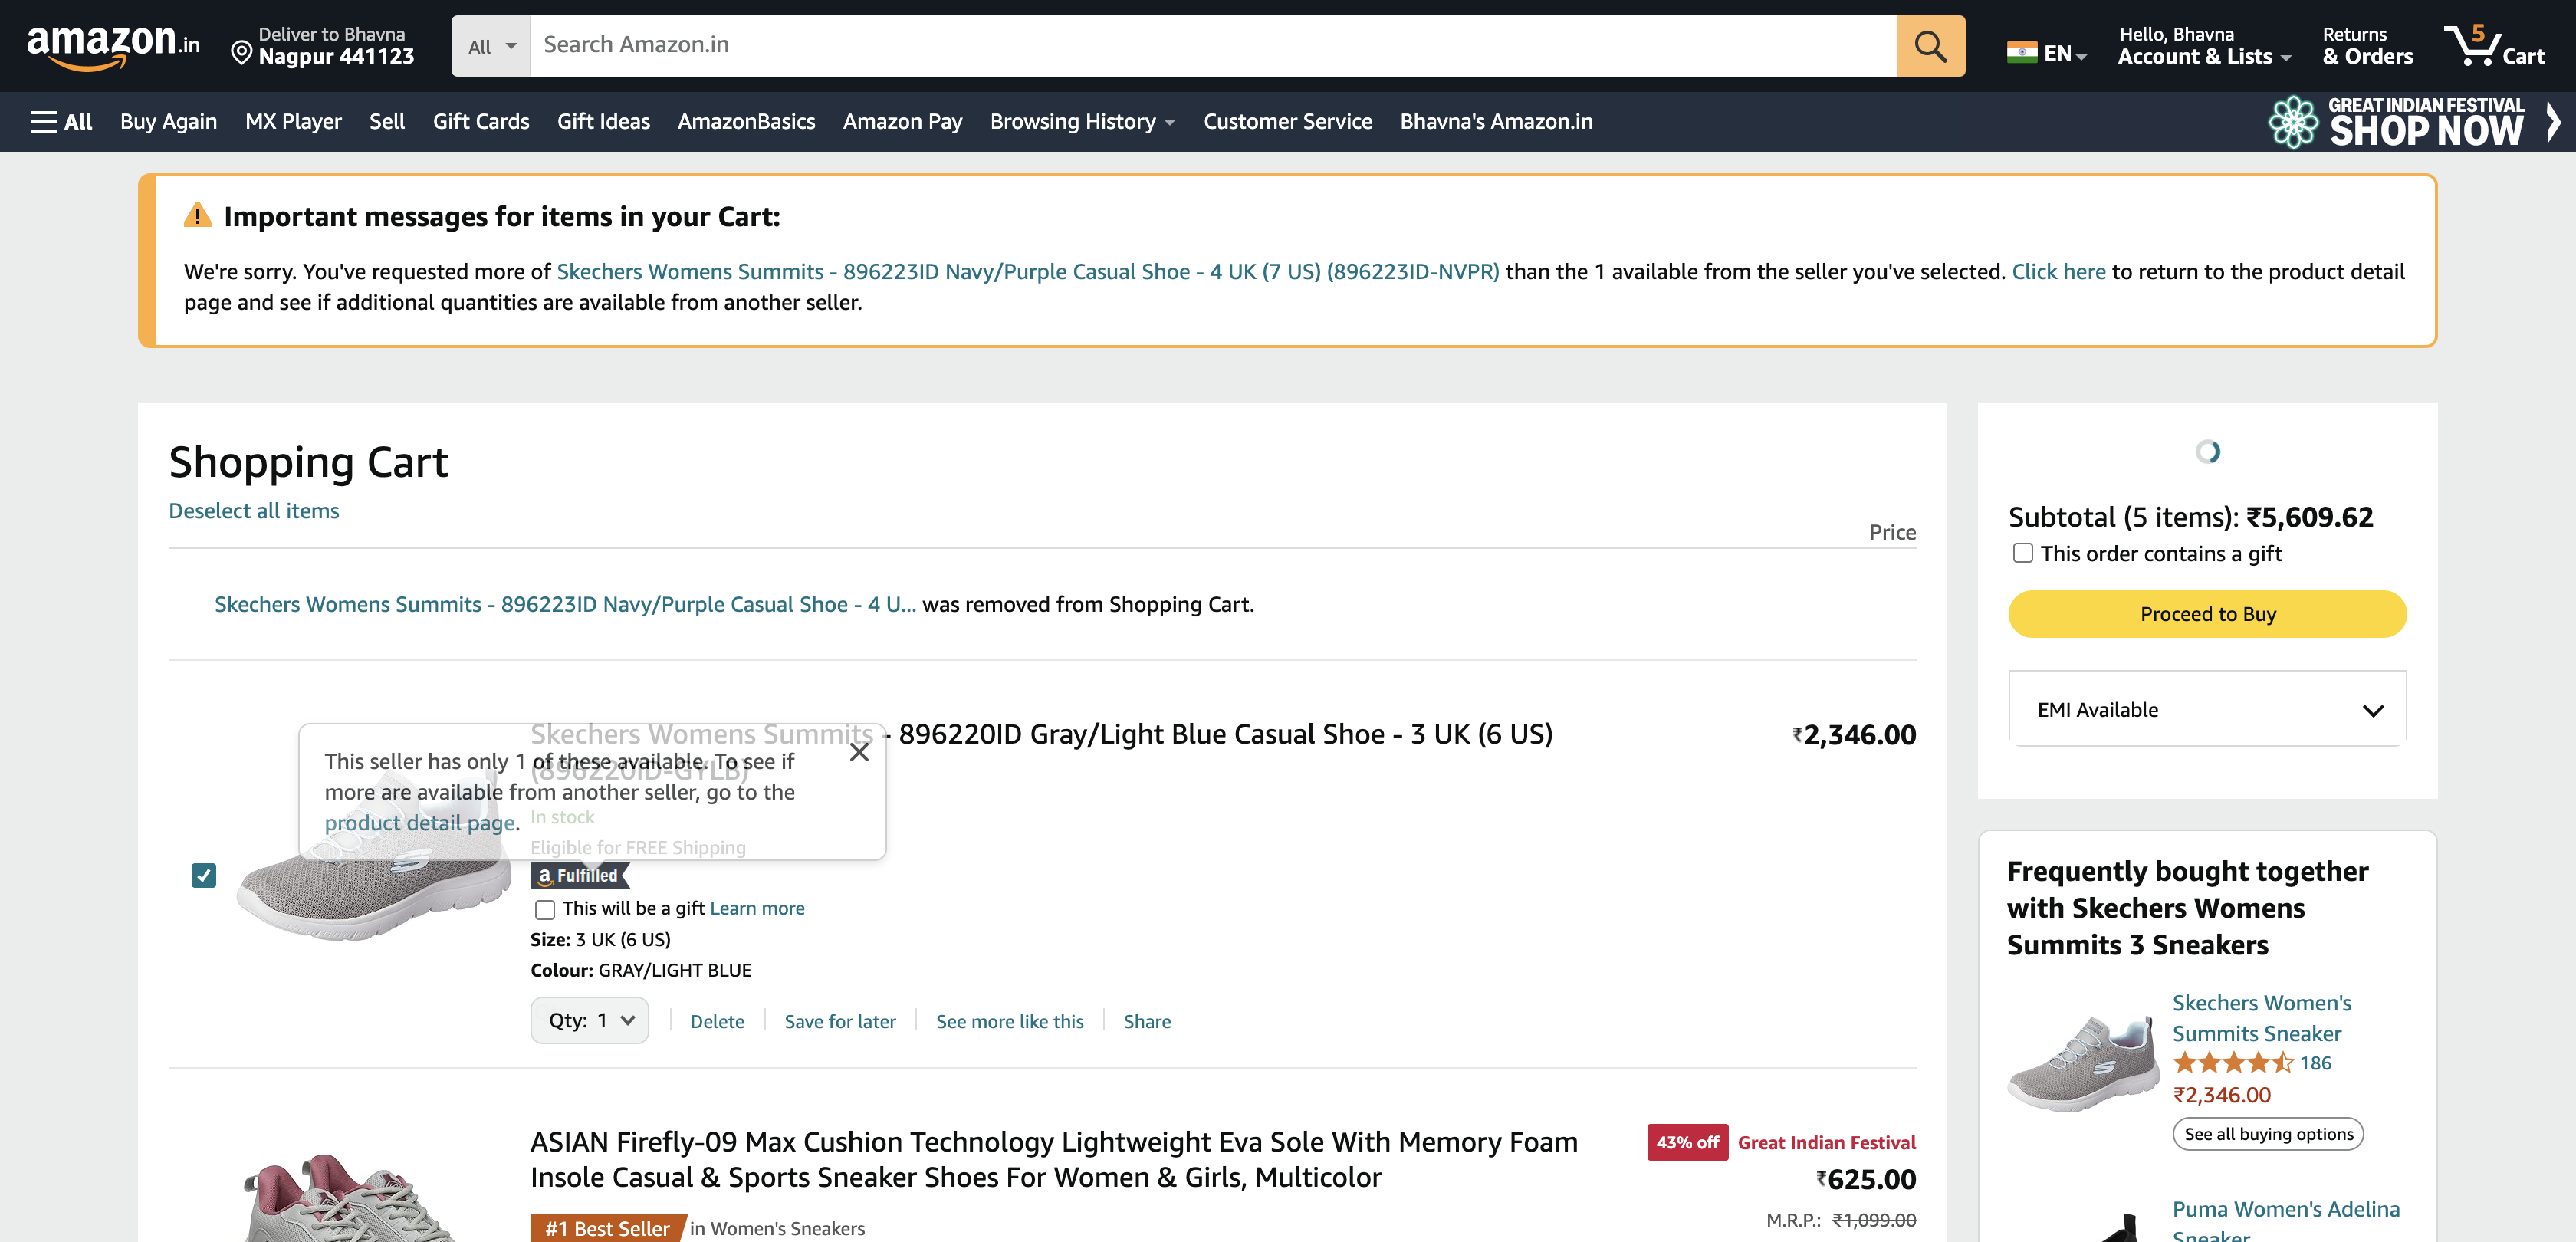 amazon.in
Deliver to Bhavna
Nagpur 441123
All
Search Amazon.in
EN
Hello, Bhavna
Account & Lists
Returns
& Orders
5
Cart
All
Buy Again
MX Player
Sell
Gift Cards
Gift Ideas
AmazonBasics
Amazon Pay
Browsing History
Customer Service
Bhavna's Amazon.in
GREAT INDIAN FESTIVAL
SHOP NOW
Important messages for items in your Cart:
We're sorry. You've requested more of Skechers Womens Summits - 896223ID Navy/Purple Casual Shoe - 4 UK (7 US) (896223ID-NVPR) than the 1 available from the seller you've selected. Click here to return to the product detail
page and see if additional quantities are available from another seller.
Shopping Cart
Deselect all items
Price
Skechers Womens Summits - 896223ID Navy/Purple Casual Shoe - 4 U... was removed from Shopping Cart.
Skechers Womens Summits - 896220ID Gray/Light Blue Casual Shoe - 3 UK (6 US)
(896220ID-GYLB)
₹2,346.00
This seller has only 1 of these available. To see if
more are available from another seller, go to the
product detail page.
In stock
Eligible for FREE Shipping
a Fulfilled
This will be a gift Learn more
Size: 3 UK (6 US)
Colour: GRAY/LIGHT BLUE
Qty: 1
Delete
Save for later
See more like this
Share
ASIAN Firefly-09 Max Cushion Technology Lightweight Eva Sole With Memory Foam
Insole Casual & Sports Sneaker Shoes For Women & Girls, Multicolor
#1 Best Seller in Women's Sneakers
43% off Great Indian Festival
₹625.00
M.R.P.: ₹1,099.00
Subtotal (5 items): ₹5,609.62
This order contains a gift
Proceed to Buy
EMI Available
Frequently bought together
with Skechers Womens
Summits 3 Sneakers
Skechers Women's
Summits Sneaker
186
₹2,346.00
See all buying options
Puma Women's Adelina
Sneaker